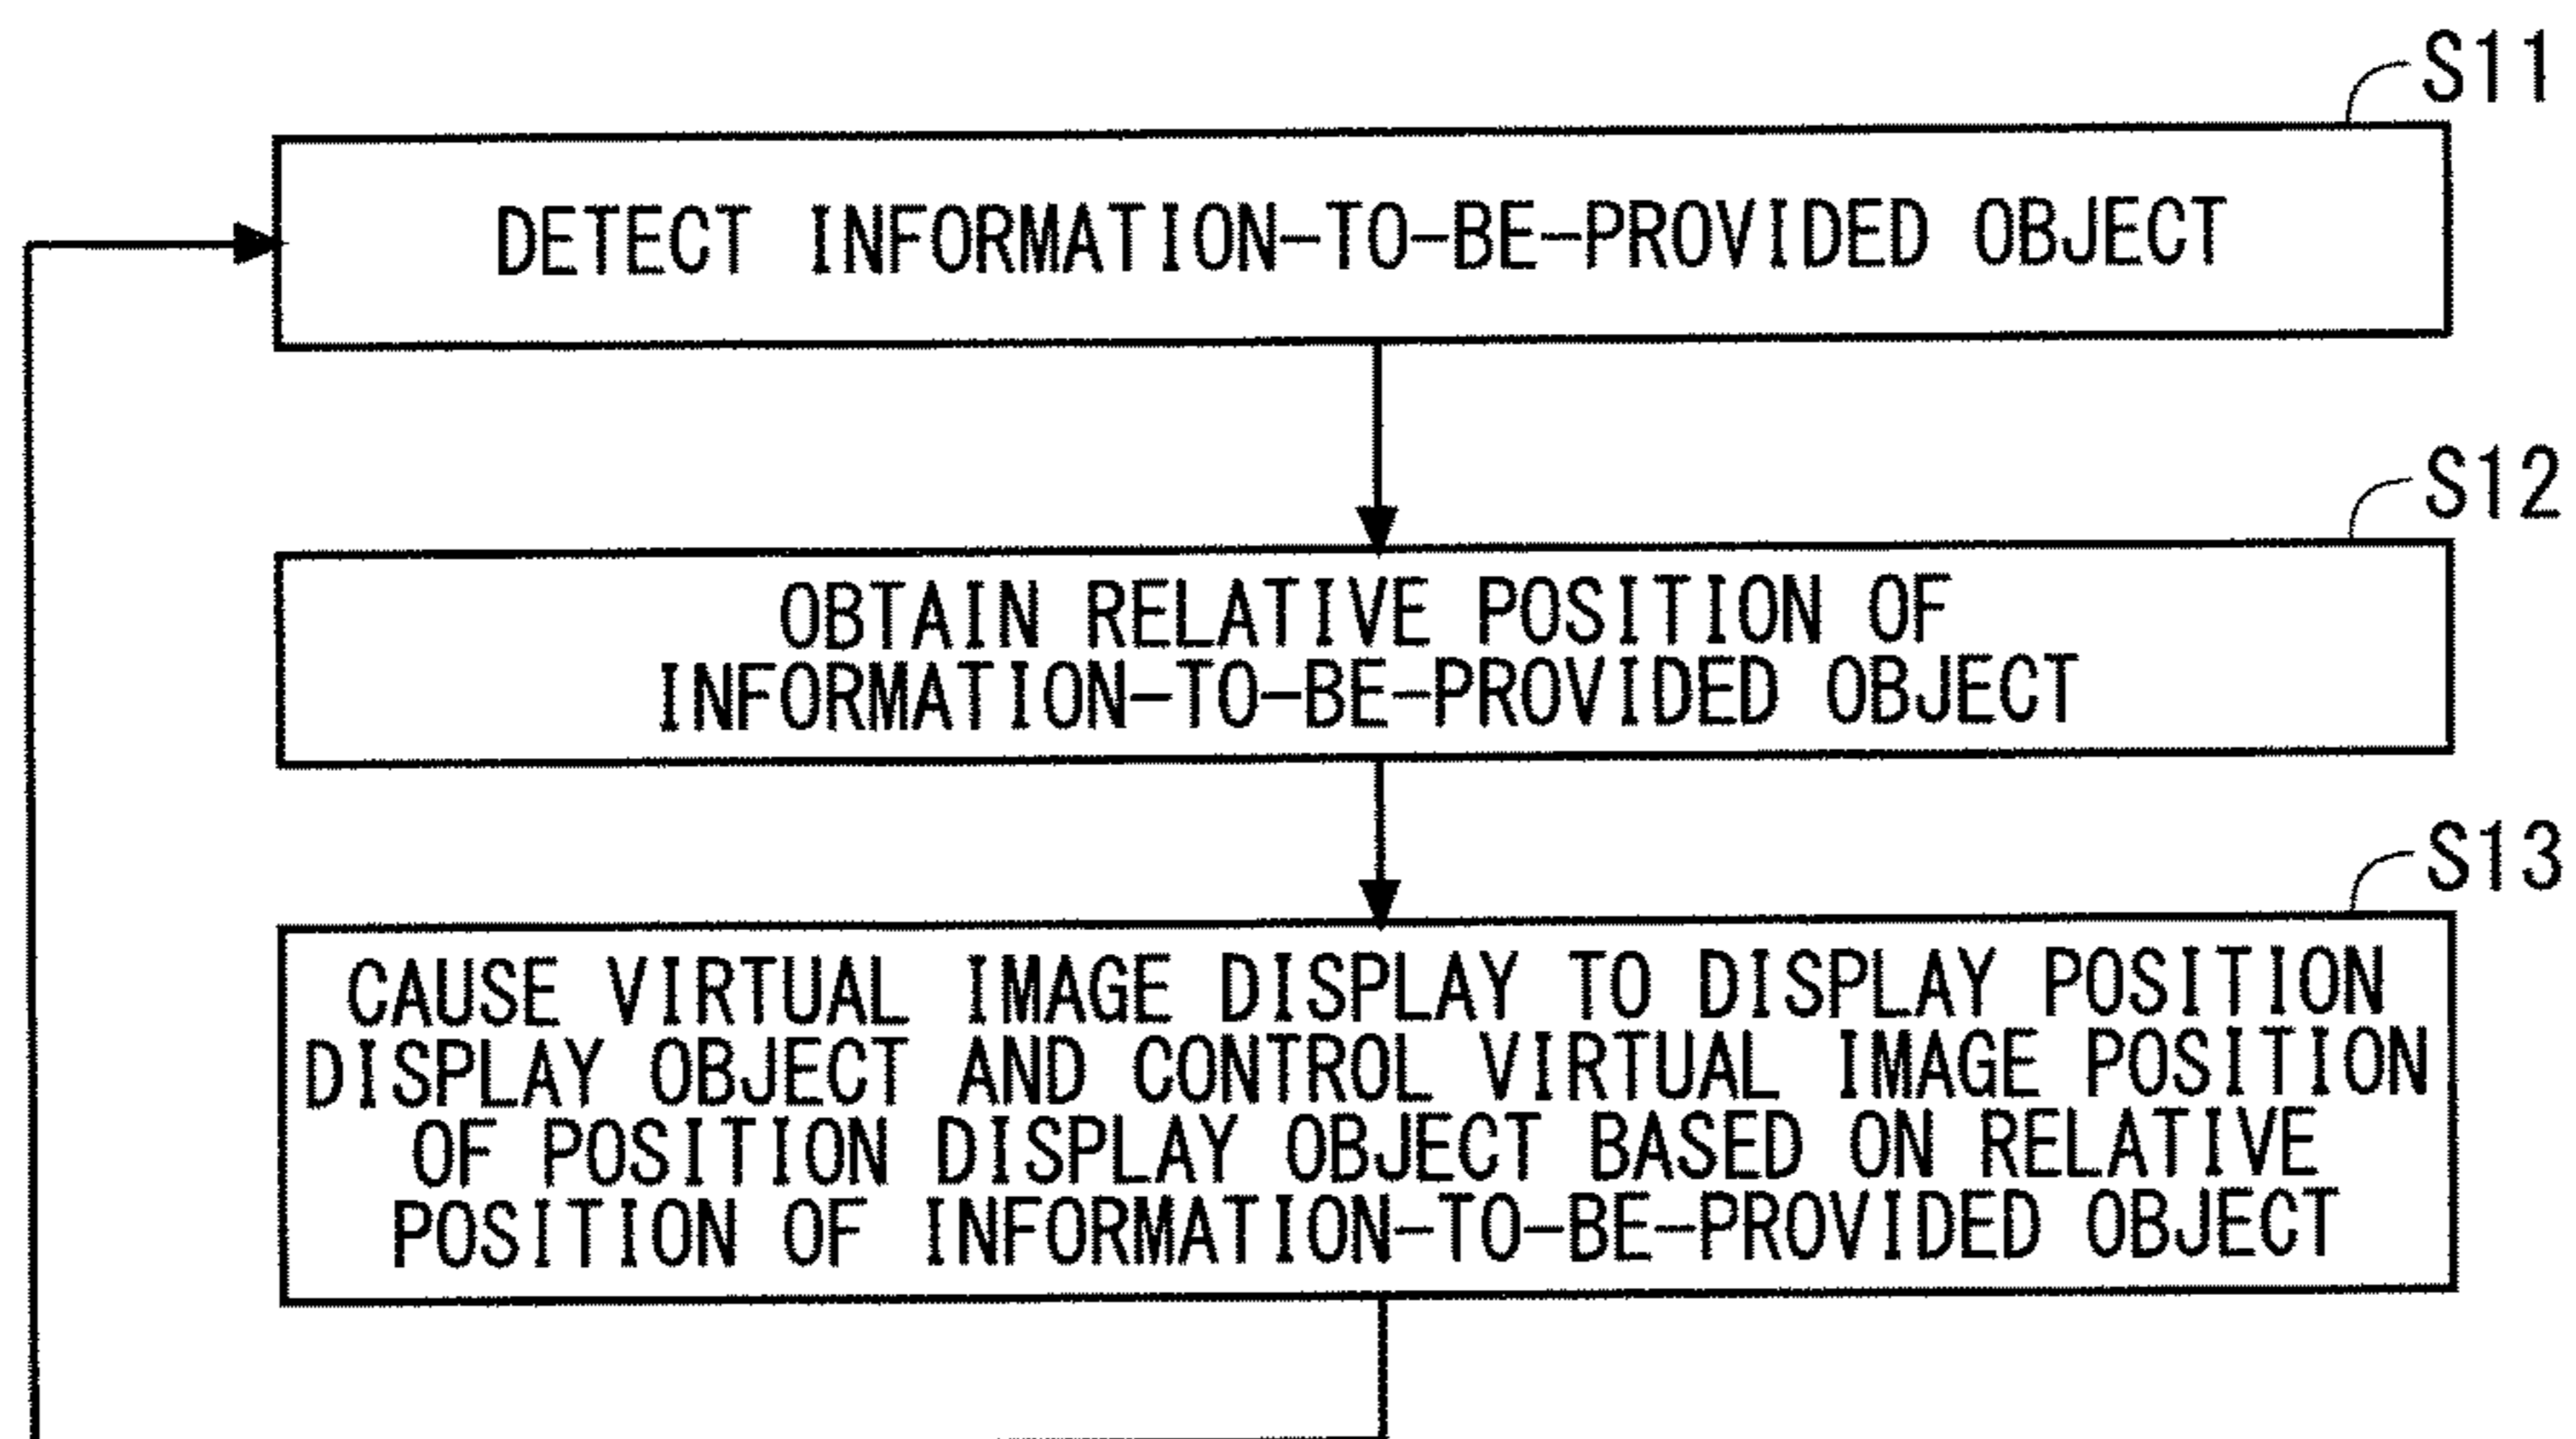 S11
DETECT INFORMATION-TO-BE-PROVIDED OBJECT
S12
OBTAIN RELATIVE POSITION OF
INFORMATION-TO-BE-PROVIDED OBJECT
S13
CAUSE VIRTUAL IMAGE DISPLAY TO DISPLAY POSITION
DISPLAY OBJECT AND CONTROL VIRTUAL IMAGE POSITION
OF POSITION DISPLAY OBJECT BASED ON RELATIVE
POSITION OF INFORMATION-TO-BE-PROVIDED OBJECT